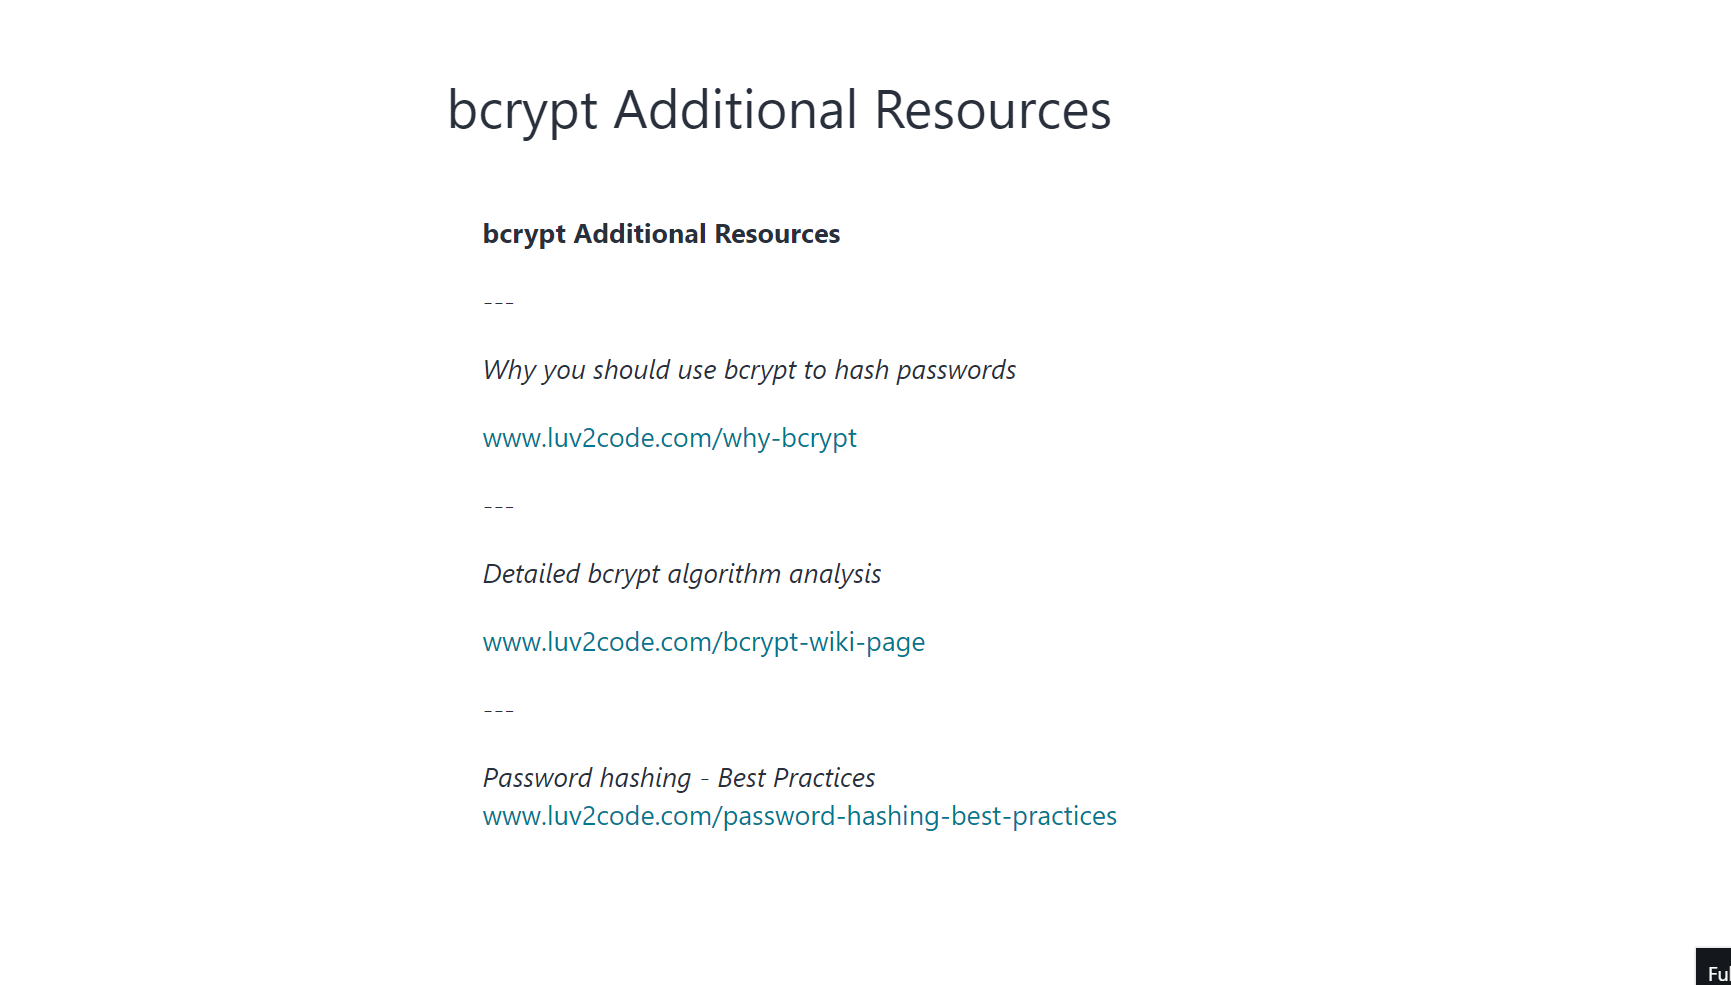 bcrypt Additional Resources
bcrypt Additional Resources
---
Why you should use bcrypt to hash passwords
www.luv2code.com/why-bcrypt
---
Detailed bcrypt algorithm analysis
www.luv2code.com/bcrypt-wiki-page
---
Password hashing - Best Practices
www.luv2code.com/password-hashing-best-practices